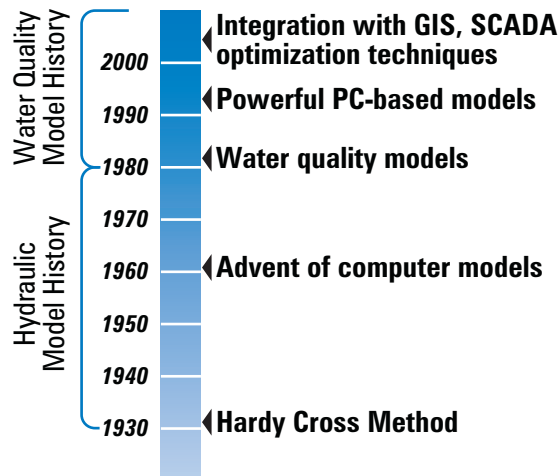 Water Quality
Model History
Hydraulic
Model History
2000
1990
1980
1970
1960
1950
1940
1930
Integration with GIS, SCADA
optimization techniques
Powerful PC-based models
Water quality models
Advent of computer models
Hardy Cross Method